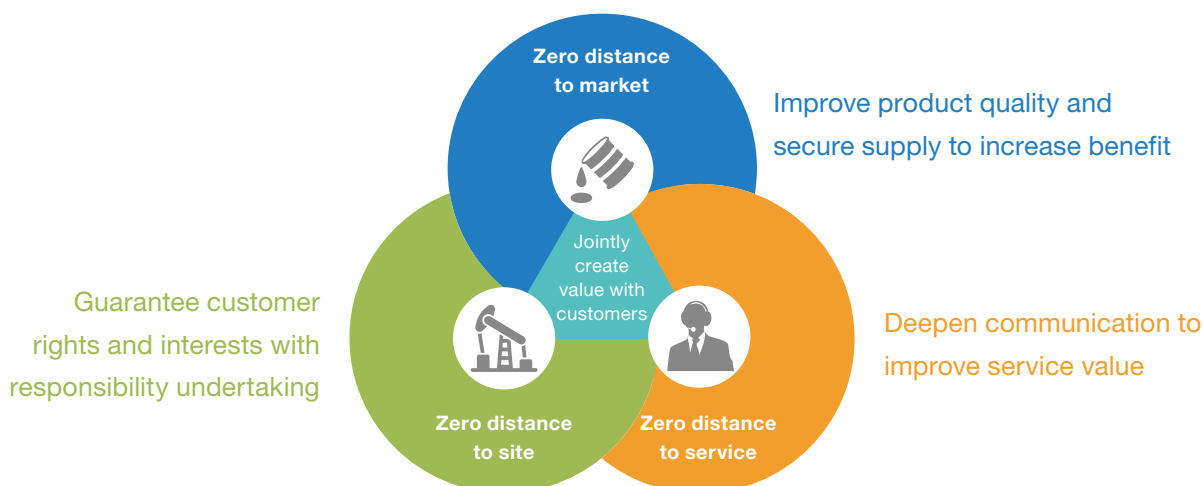 Zero distance
to market
Improve product quality and
secure supply to increase benefit
Jointly
create
value with
customers
Guarantee customer
rights and interests with
responsibility undertaking
Deepen communication to
improve service value
Zero distance
to site
Zero distance
to service